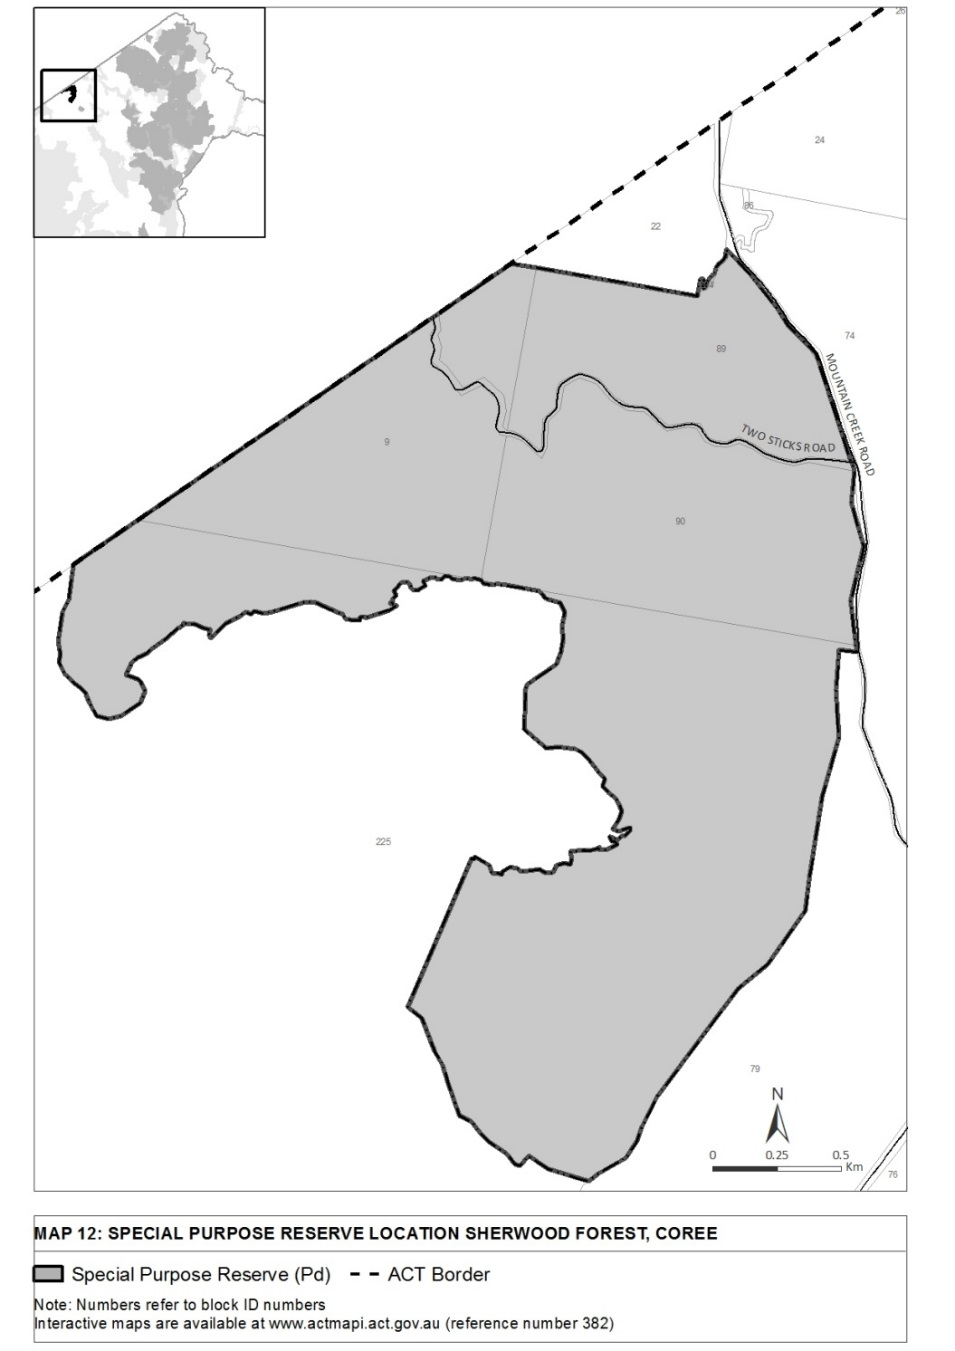 26
24
86
22
74
89
MOUNTAIN CREEK ROAD
TWO STICKS ROAD
9
90
225
79
N
0 0.25 0.5
Km
76
MAP 12: SPECIAL PURPOSE RESERVE LOCATION SHERWOOD FOREST, COREE
Special Purpose Reserve (Pd) ACT Border
Note: Numbers refer to block ID numbers
Interactive maps are available at www.actmapi.act.gov.au (reference number 382)